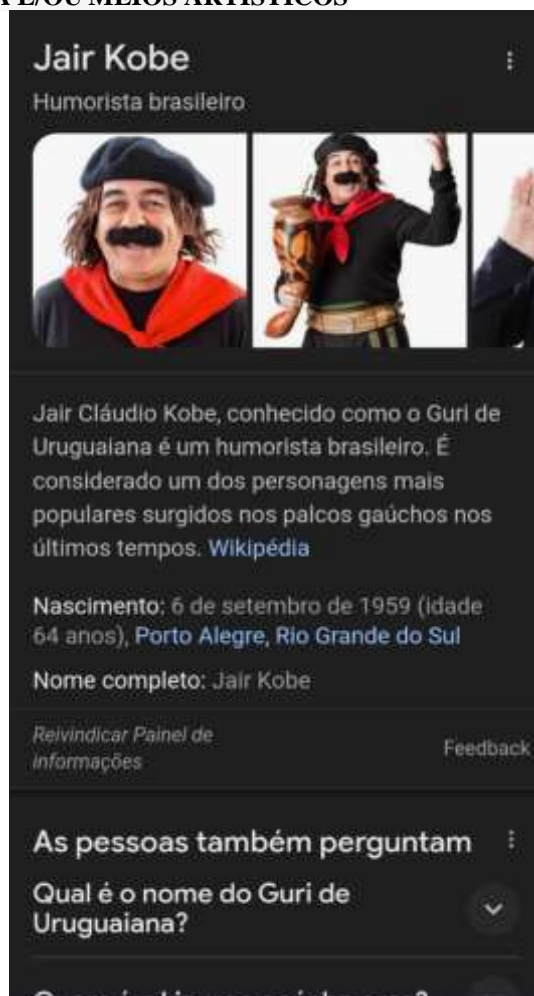 A E/OU MEIOS ARTÍSTICOS
Jair Kobe
Humorista brasileiro
Jair Cláudio Kobe, conhecido como o Guri de
Uruguaiana é um humorista brasileiro. É
considerado um dos personagens mais
populares surgidos nos palcos gaúchos nos
últimos tempos. Wikipédia
Nascimento: 6 de setembro de 1959 (idade
64 anos), Porto Alegre, Rio Grande do Sul
Nome completo: Jair Kobe
Reivindicar Painel de
informações
Feedback
As pessoas também perguntam
Qual é o nome do Guri de
Uruguaiana?